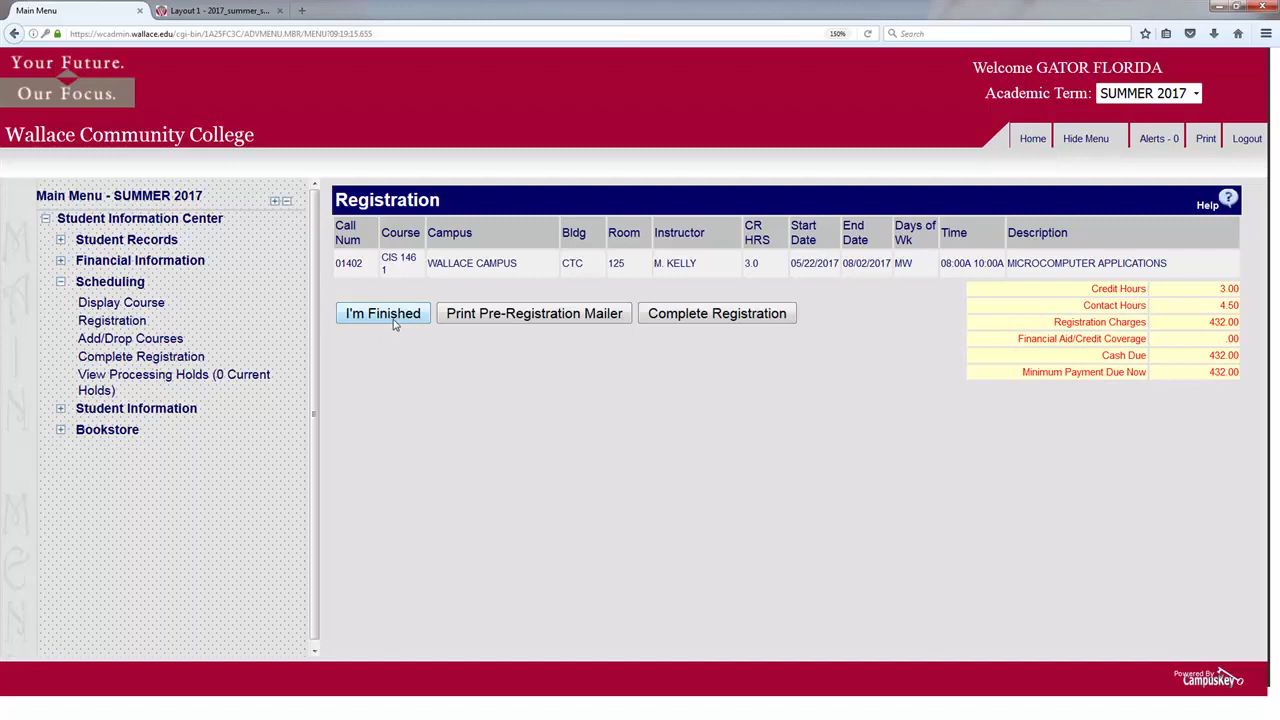 Main Menu
Layout 1 - 2017_summer_s...
https://wcadmin.wallace.edu/cgi-bin/1A25FC3C/ADVMENU.MBR/MENU?09:19:15.655
150%
Search
Your Future.
Our Focus.
Welcome GATOR FLORIDA
Academic Term: SUMMER 2017
Wallace Community College
Home
Hide Menu
Alerts - 0
Print
Logout
MAIN MEN
Main Menu - SUMMER 2017
Student Information Center
Student Records
Financial Information
Scheduling
Display Course
Registration
Add/Drop Courses
Complete Registration
View Processing Holds (0 Current
Holds)
Student Information
Bookstore
Registration
Help ?
Call Num Course Campus Bldg Room Instructor CR HRS Start Date End Date Days of Wk Time Description
01402 CIS 146 1 WALLACE CAMPUS CTC 125 M. KELLY 3.0 05/22/2017 08/02/2017 MW 08:00A 10:00A MICROCOMPUTER APPLICATIONS
Credit Hours 3.00
Contact Hours 4.50
Registration Charges 432.00
Financial Aid/Credit Coverage .00
Cash Due 432.00
Minimum Payment Due Now 432.00
I'm Finished
Print Pre-Registration Mailer
Complete Registration
Powered By
CampusKey